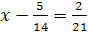 x − 5/14 = 2/21